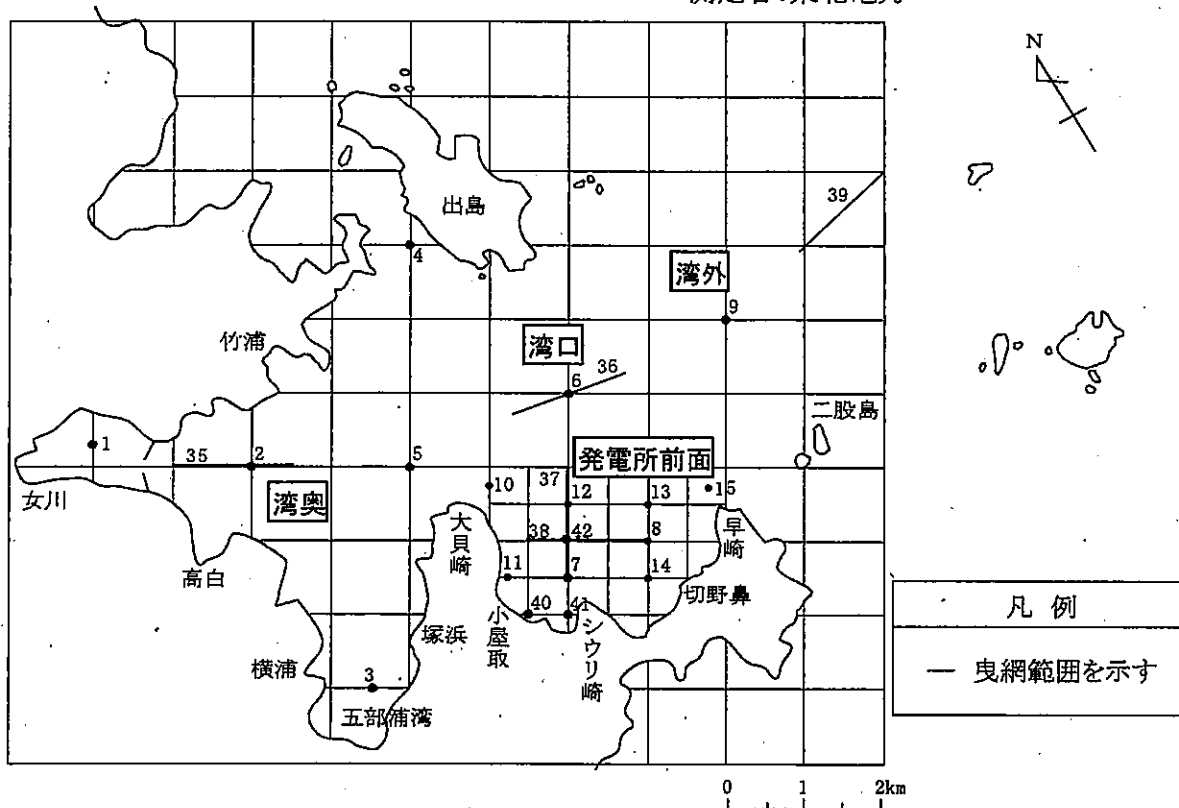 N
出島
39
4
湾外
9
竹浦
湾口
36
6
二股島
1
35
2
5
発電所前面
女川
湾奥
10
37
12
13
15
大貝崎
38
42
8
早崎
高白
11
7
14
切野鼻
40
41
塚浜
小屋取
シウリ崎
横浦
3
五部浦湾
凡例
― 曳網範囲を示す
0 1 2km